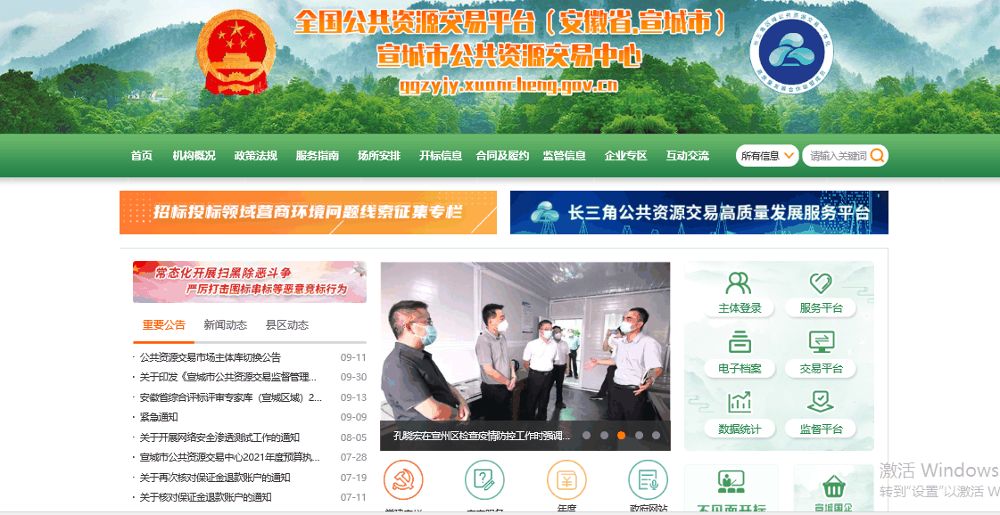 全国公共资源交易平台（安徽省.宣城市）
宣城市公共资源交易中心
ggzyjy.xuancheng.gov.cn
首页 机构概况 政策法规 服务指南 场所安排 开标信息 合同及履约 监管信息 企业专区 互动交流 所有信息 请输入关键词
招标投标领域营商环境问题线索征集专栏
长三角公共资源交易高质量发展服务平台
常态化开展扫黑除恶斗争
严厉打击围标串标等恶意竞标行为
重要公告 新闻动态 县区动态
· 公共资源交易市场主体库切换公告 09-11
· 关于印发《宣城市公共资源交易监督管理... 09-30
· 安徽省综合评标评审专家库（宣城区域）2... 09-13
· 紧急通知 09-09
· 关于开展网络安全渗透测试工作的通知 08-05
· 宣城市公共资源交易中心2021年度预算执... 07-28
· 关于再次核对保证金退款账户的通知 07-19
· 关于核对保证金退款账户的通知 07-11
孔晓宏在宣州区检查疫情防控工作时强调...
年度
政府网站
主体登录 服务平台
电子档案 交易平台
数据统计 监督平台
不见面开标
宣城国企
激活 Windows
转到"设置"以激活 W